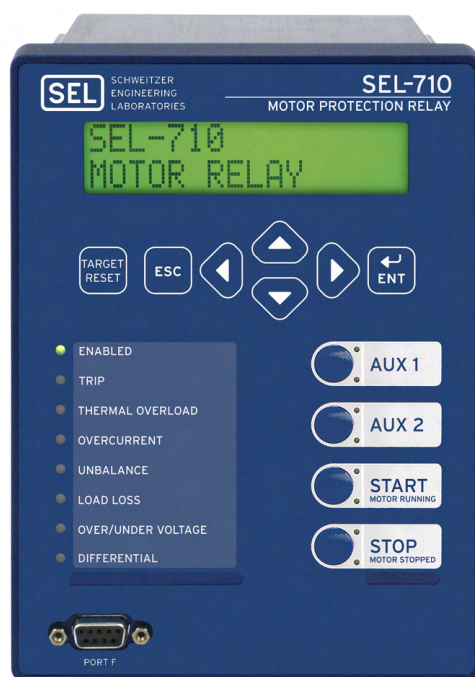 SEL
SCHWEITZER
ENGINEERING
LABORATORIES
SEL-710
MOTOR PROTECTION RELAY
SEL-710
MOTOR RELAY
TARGET
RESET
ESC
ENT
ENABLED
TRIP
THERMAL OVERLOAD
OVERCURRENT
UNBALANCE
LOAD LOSS
OVER/UNDER VOLTAGE
DIFFERENTIAL
AUX 1
AUX 2
START
MOTOR RUNNING
STOP
MOTOR STOPPED
PORT F